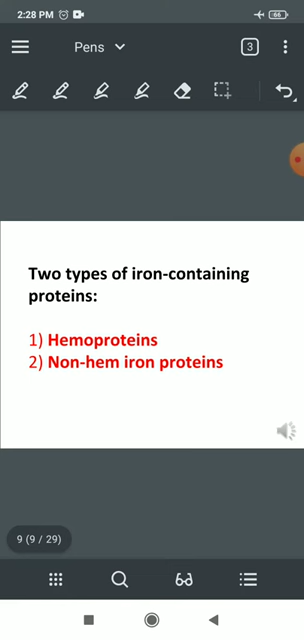 2:28 PM
66
Pens
3
Two types of iron-containing
proteins:
1) Hemoproteins
2) Non-hem iron proteins
9 (9 / 29)